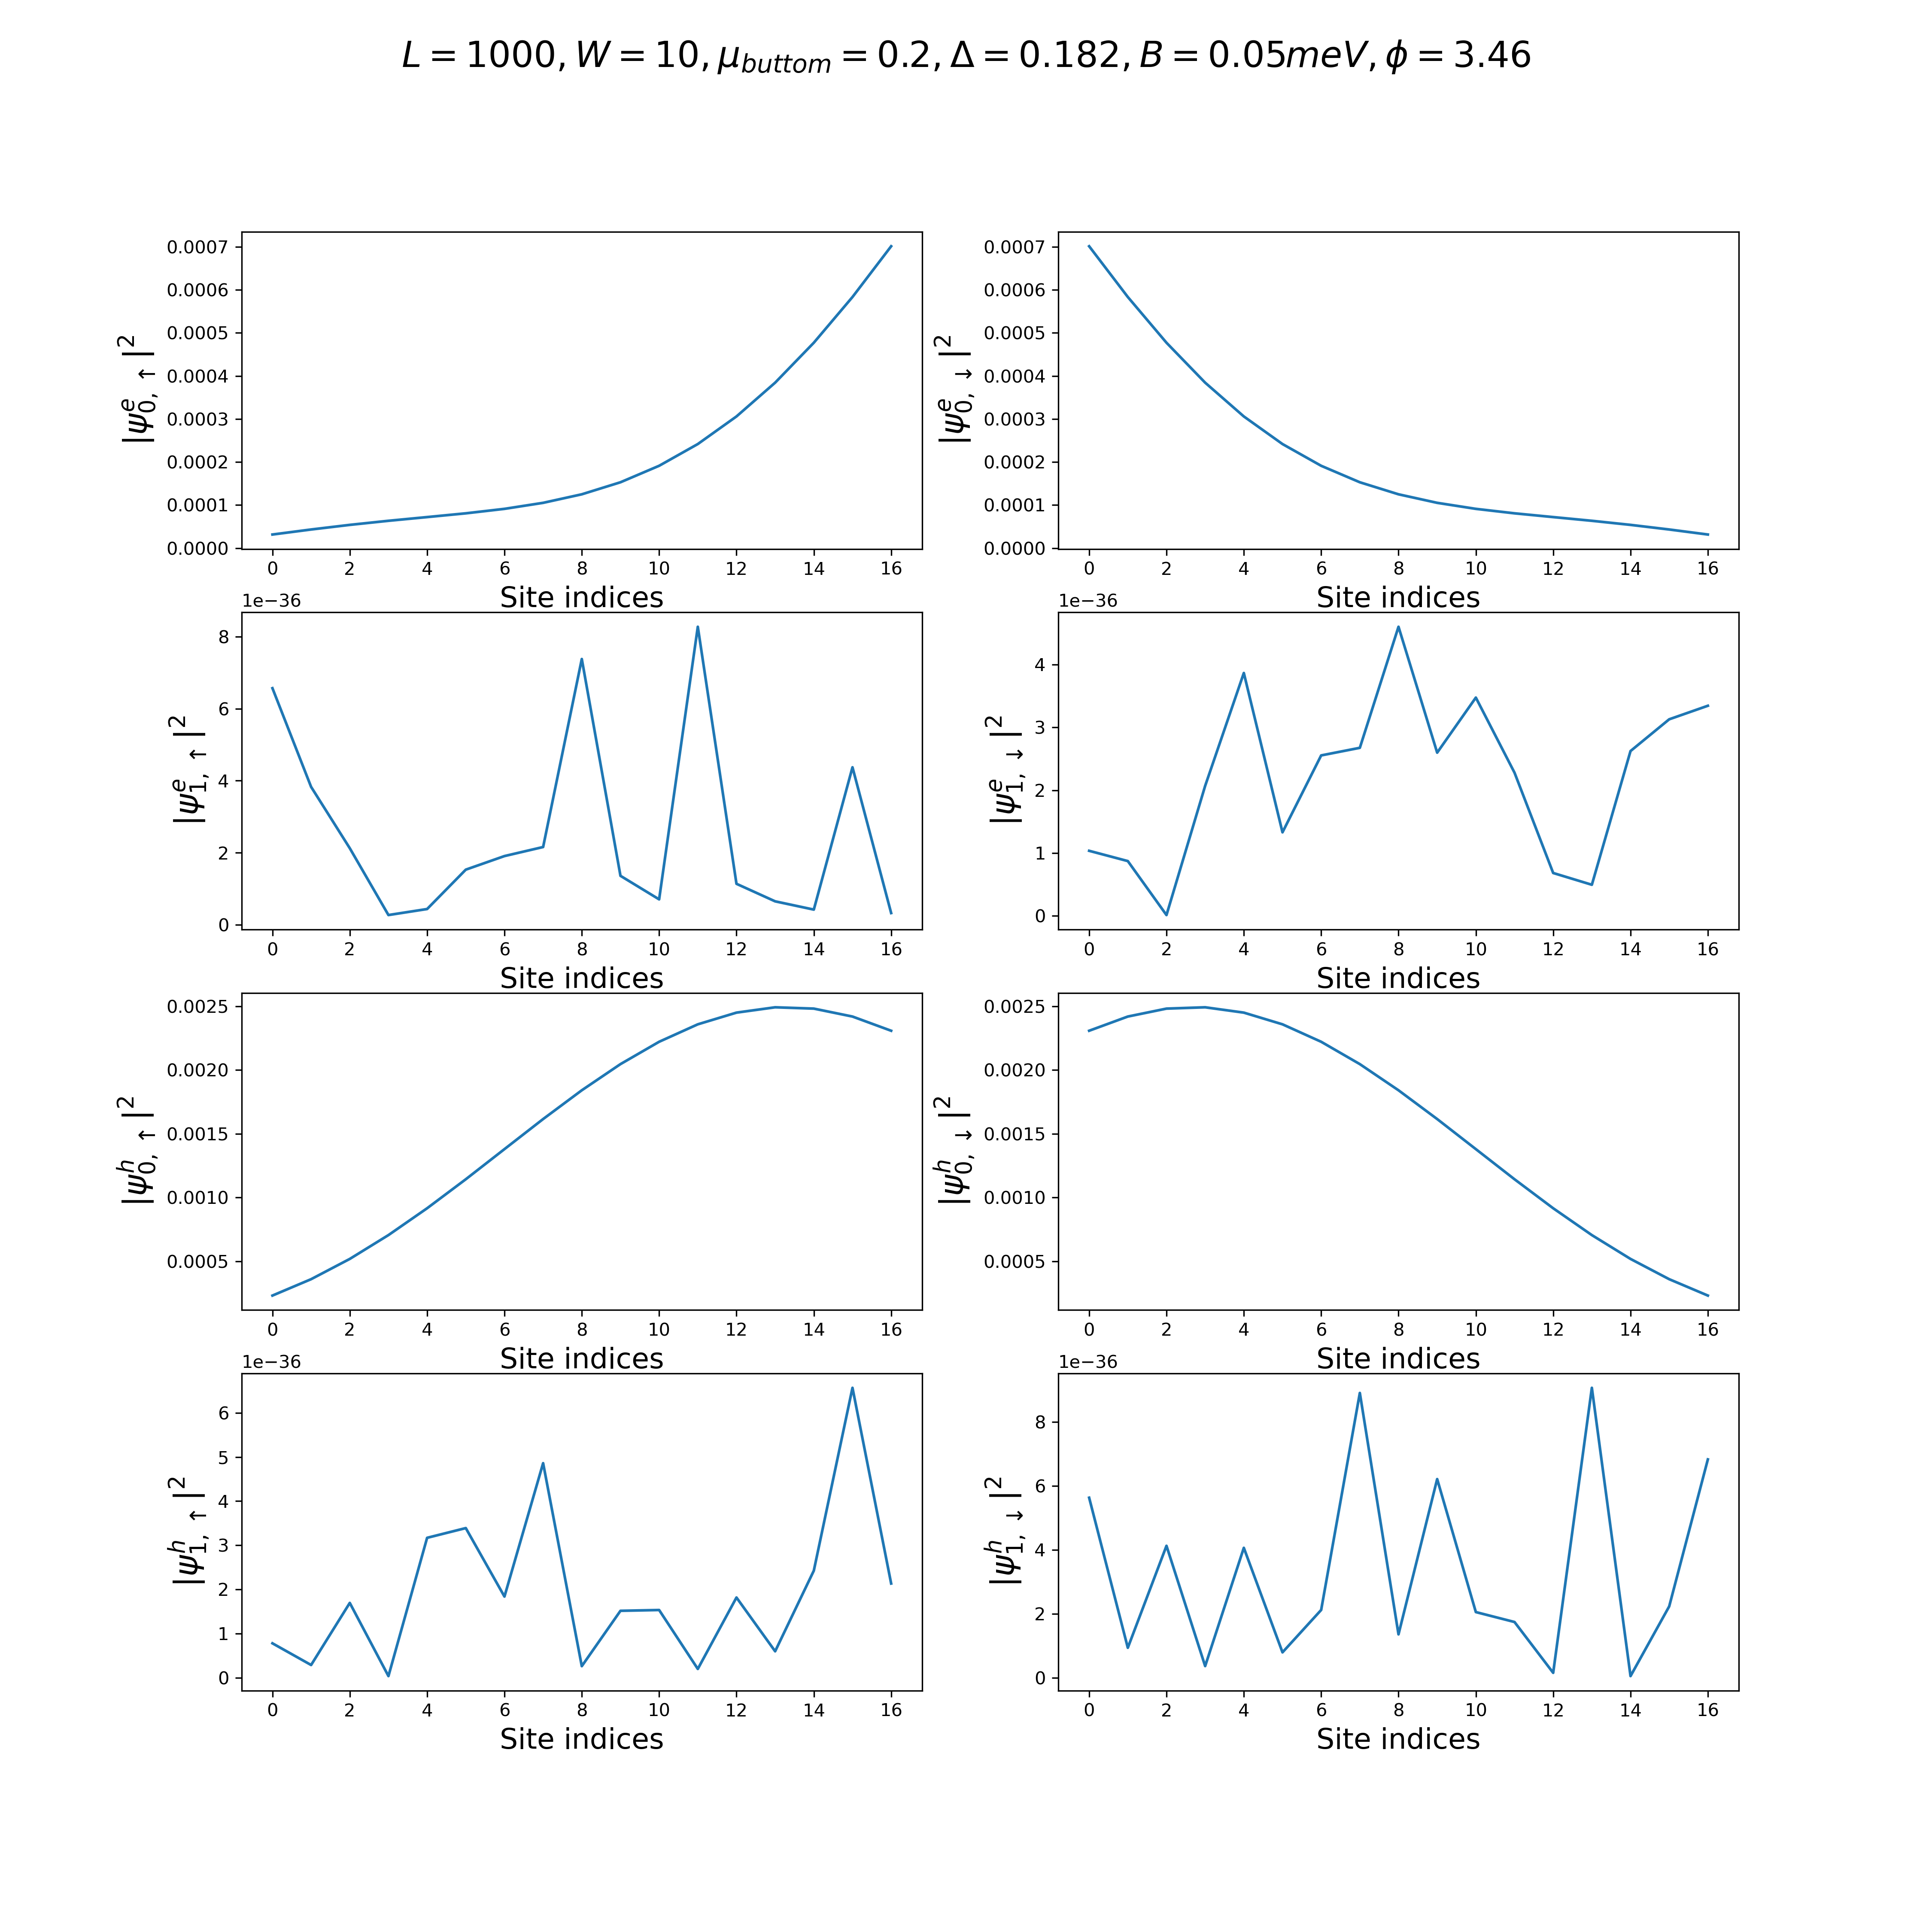 L = 1000, W = 10, μ_buttom = 0.2, Δ = 0.182, B = 0.05meV, ϕ = 3.46
|ψ^e_{0, ↑}|^2
0.0007
0.0006
0.0005
0.0004
0.0003
0.0002
0.0001
0.0000
0 2 4 6 8 10 12 14 16
Site indices
|ψ^e_{0, ↓}|^2
0.0007
0.0006
0.0005
0.0004
0.0003
0.0002
0.0001
0.0000
0 2 4 6 8 10 12 14 16
Site indices
1e−36
|ψ^e_{1, ↑}|^2
8
6
4
2
0
0 2 4 6 8 10 12 14 16
Site indices
1e−36
|ψ^e_{1, ↓}|^2
4
3
2
1
0
0 2 4 6 8 10 12 14 16
Site indices
|ψ^h_{0, ↑}|^2
0.0025
0.0020
0.0015
0.0010
0.0005
0 2 4 6 8 10 12 14 16
Site indices
|ψ^h_{0, ↓}|^2
0.0025
0.0020
0.0015
0.0010
0.0005
0 2 4 6 8 10 12 14 16
Site indices
1e−36
|ψ^h_{1, ↑}|^2
6
5
4
3
2
1
0
0 2 4 6 8 10 12 14 16
Site indices
1e−36
|ψ^h_{1, ↓}|^2
8
6
4
2
0
0 2 4 6 8 10 12 14 16
Site indices